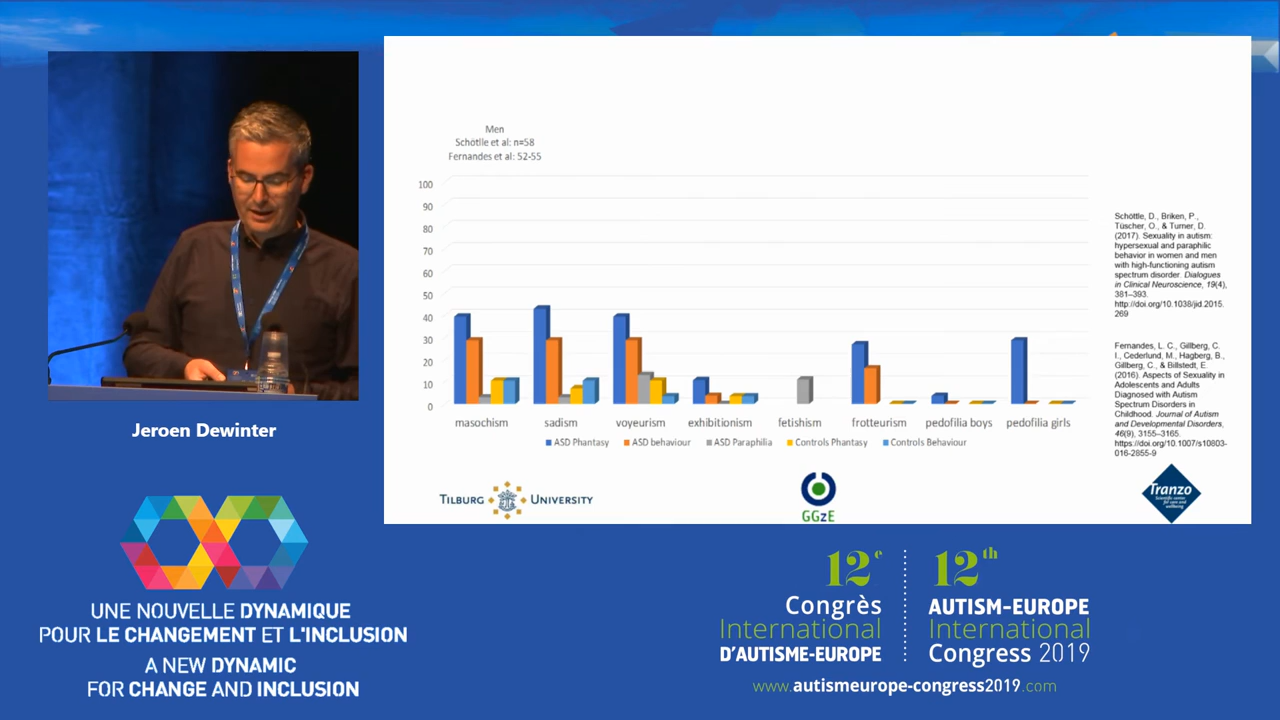 Men
Schötlle et al: n=58
Fernandes et al: 52-55
100
90
80
70
60
50
40
30
20
10
0
masochism sadism voyeurism exhibitionism fetishism frotteurism pedofilia boys pedofilia girls
ASD Phantasy ASD behaviour ASD Paraphilia Controls Phantasy Controls Behaviour
Schöttle, D., Briken, P.,
Tüscher, O., & Turner, D.
(2017). Sexuality in autism:
hypersexual and paraphilic
behavior in women and men
with high-functioning autism
spectrum disorder. Dialogues
in Clinical Neuroscience, 19(4),
381–393.
http://doi.org/10.1038/jid.2015.
269
Fernandes, L. C., Gillberg, C.
I., Cederlund, M., Hagberg, B.,
Gillberg, C., & Billstedt, E.
(2016). Aspects of Sexuality in
Adolescents and Adults
Diagnosed with Autism
Spectrum Disorders in
Childhood. Journal of Autism
and Developmental Disorders,
46(9), 3155–3165.
https://doi.org/10.1007/s10803-
016-2855-9
TILBURG UNIVERSITY
GGzE
Tranzo
Scientific center
for care and
wellbeing
Jeroen Dewinter
UNE NOUVELLE DYNAMIQUE
POUR LE CHANGEMENT ET L'INCLUSION
A NEW DYNAMIC
FOR CHANGE AND INCLUSION
12e
Congrès
International
D'AUTISME-EUROPE
12th
AUTISM-EUROPE
International
Congress 2019
www.autismeurope-congress2019.com